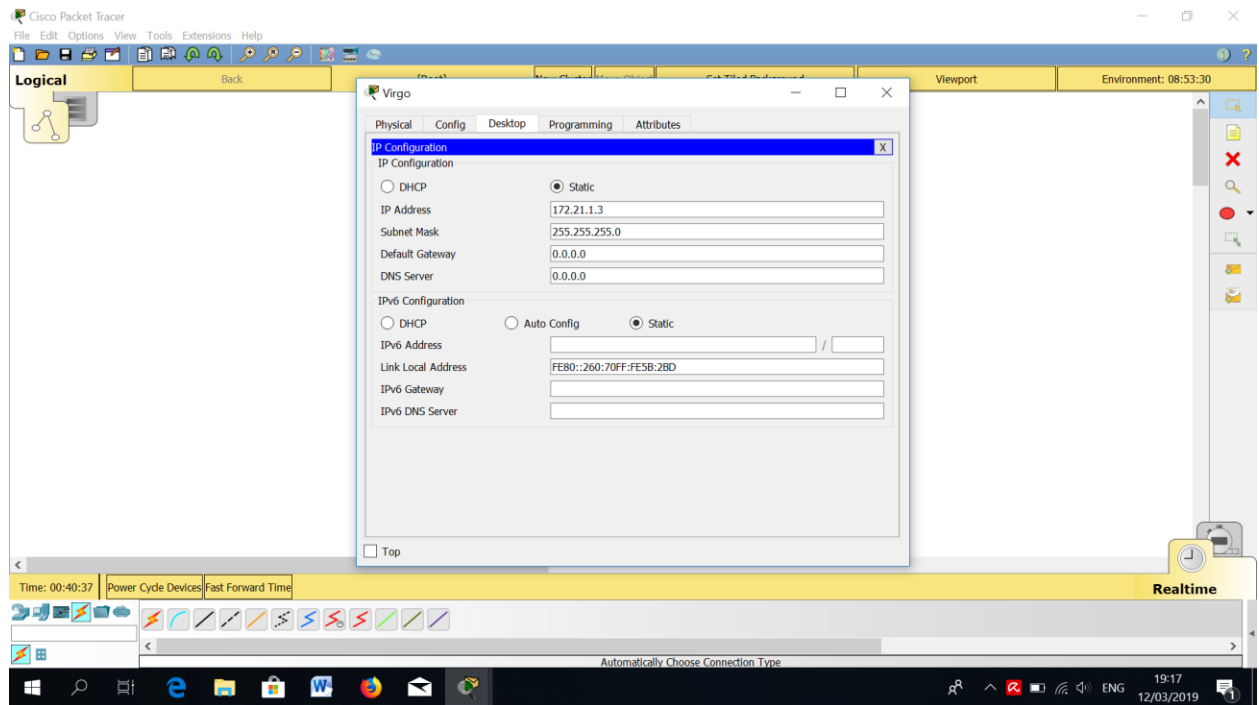 Cisco Packet Tracer
File Edit Options View Tools Extensions Help
Logical
Back
Viewport
Environment: 08:53:30
Virgo
Physical Config Desktop Programming Attributes
IP Configuration X
IP Configuration
DHCP Static
IP Address 172.21.1.3
Subnet Mask 255.255.255.0
Default Gateway 0.0.0.0
DNS Server 0.0.0.0
IPv6 Configuration
DHCP Auto Config Static
IPv6 Address /
Link Local Address FE80::260:70FF:FE5B:2BD
IPv6 Gateway
IPv6 DNS Server
Top
Time: 00:40:37 Power Cycle Devices Fast Forward Time Realtime
Automatically Choose Connection Type
ENG 19:17
12/03/2019